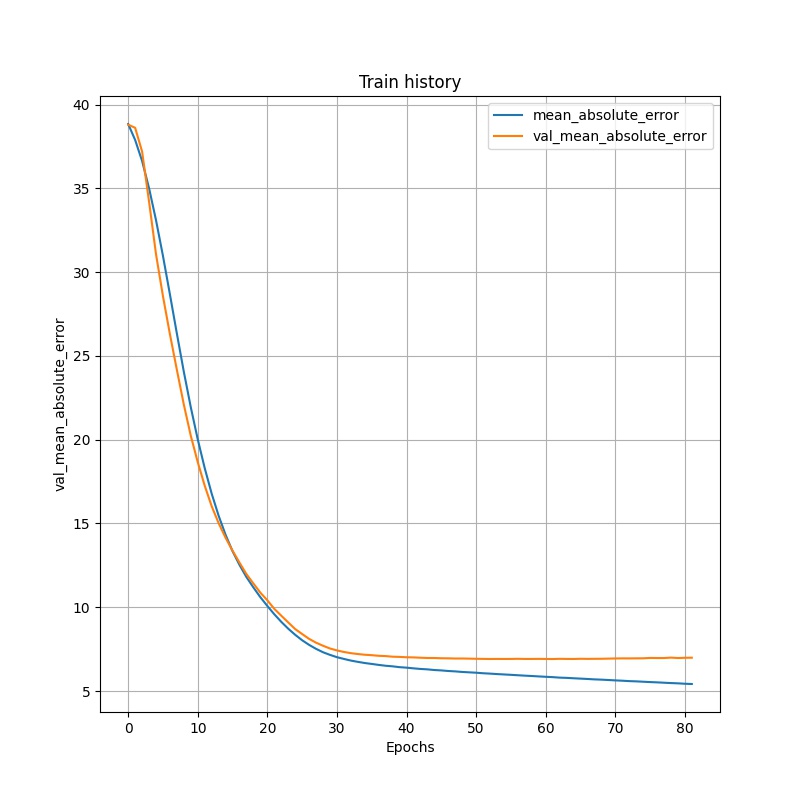 Train history
mean_absolute_error
val_mean_absolute_error
val_mean_absolute_error
40
35
30
25
20
15
10
5
0 10 20 30 40 50 60 70 80
Epochs